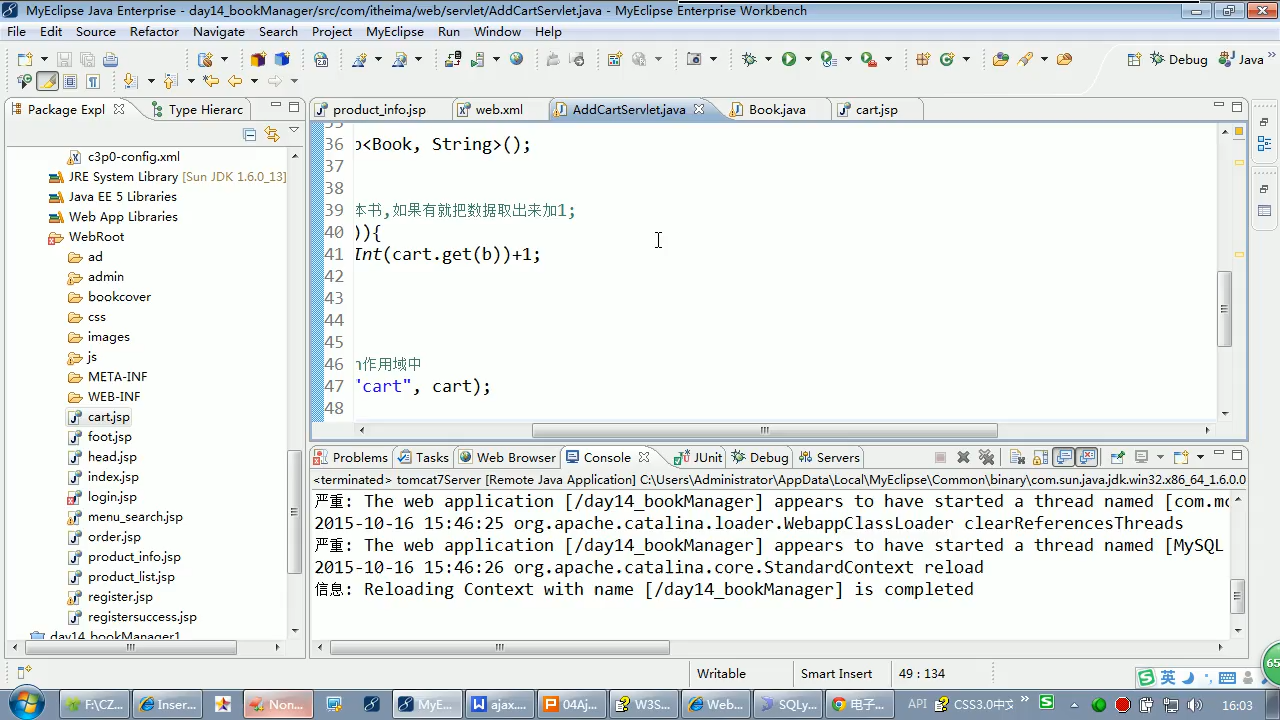 MyEclipse Java Enterprise - day14_bookManager/src/com/itheima/web/servlet/AddCartServlet.java - MyEclipse Enterprise Workbench
File Edit Source Refactor Navigate Search Project MyEclipse Run Window Help
Debug Java
Package Expl Type Hierarc
c3p0-config.xml
JRE System Library [Sun JDK 1.6.0_13]
Java EE 5 Libraries
Web App Libraries
WebRoot
ad
admin
bookcover
css
images
js
META-INF
WEB-INF
cart.jsp
foot.jsp
head.jsp
index.jsp
login.jsp
menu_search.jsp
order.jsp
product_info.jsp
product_list.jsp
register.jsp
registersuccess.jsp
day14_bookManager1
product_info.jsp web.xml AddCartServlet.java Book.java cart.jsp
35
36 <Book, String>();
37
38
39 本书,如果有就把数据取出来加1;
40 )){
41 Int(cart.get(b))+1;
42
43
44
45
46 作用域中
47 "cart", cart);
48
Problems Tasks Web Browser Console JUnit Debug Servers
<terminated> tomcat7Server [Remote Java Application] C:\Users\Administrator\AppData\Local\MyEclipse\Common\binary\com.sun.java.jdk.win32.x86_64_1.6.0.0
严重: The web application [/day14_bookManager] appears to have started a thread named [com.mc
2015-10-16 15:46:25 org.apache.catalina.loader.WebappClassLoader clearReferencesThreads
严重: The web application [/day14_bookManager] appears to have started a thread named [MySQL
2015-10-16 15:46:26 org.apache.catalina.core.StandardContext reload
信息: Reloading Context with name [/day14_bookManager] is completed
Writable Smart Insert 49 : 134
英
65
F:\CZ... Inser... Non... MyE... ajax.... 04Aj... W3S... Web... SQLy... 电子... API CSS3.0中文 16:03